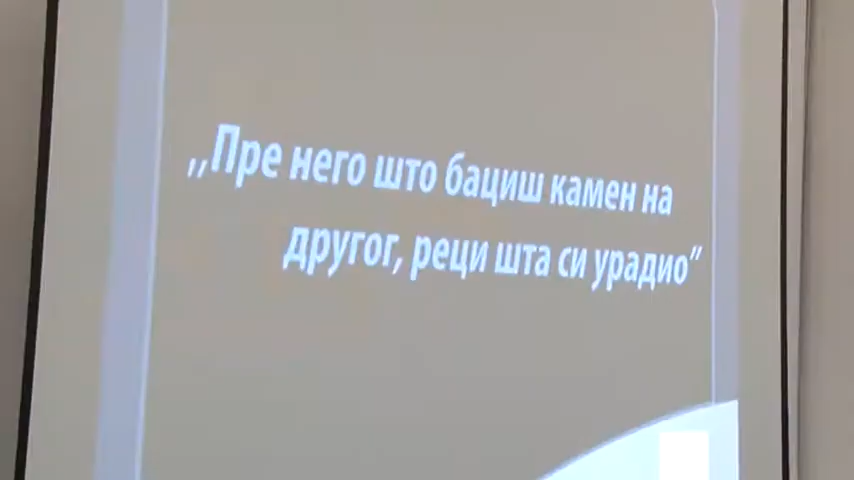 ,,Пре него што бациш камен на
другог, реци шта си урадио”